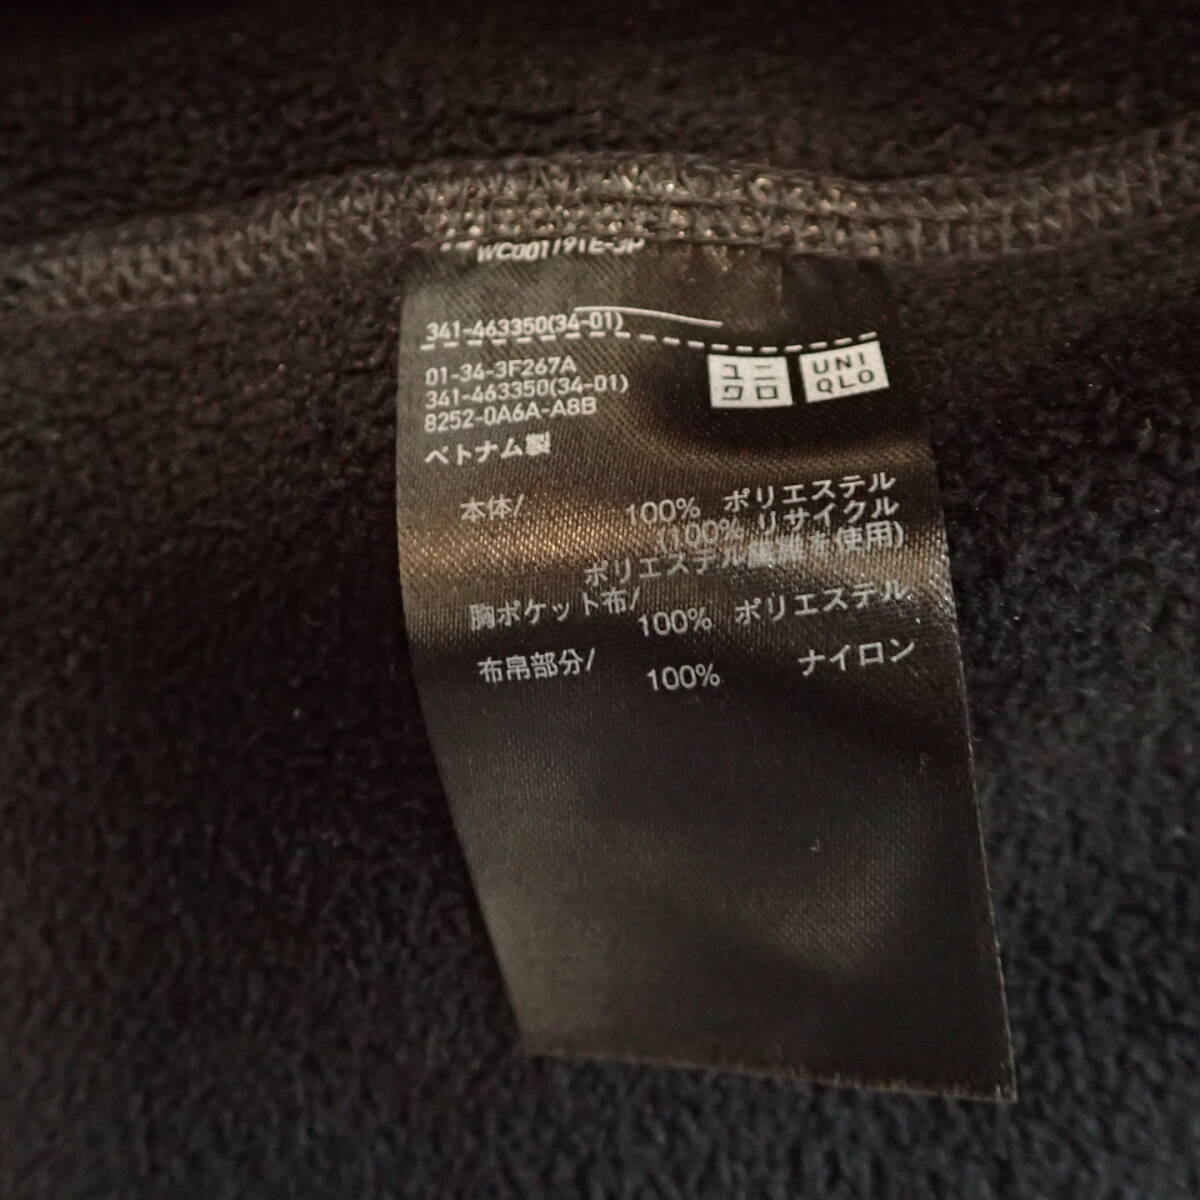 341-463350(34-01)
01-34-3F267A
341-463350(34-01)
8252-0A6A-A8B
ベトナム製
ユニ
クロ
UNI
QLO
本体/
100% ポリエステル
(100% リサイクル
ポリエステル繊維を使用)
胸ポケット布/
100% ポリエステル
布帛部分/
100% ナイロン